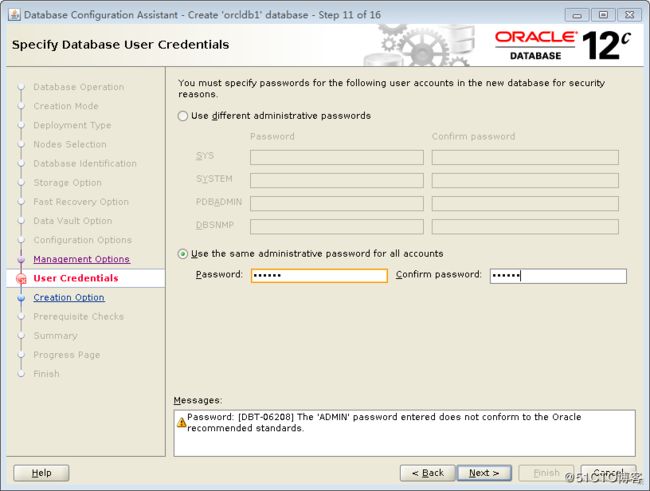 Database Configuration Assistant - Create 'orcldb1' database - Step 11 of 16
Specify Database User Credentials
ORACLE
DATABASE
12c
Database Operation
Creation Mode
Deployment Type
Nodes Selection
Database Identification
Storage Option
Fast Recovery Option
Data Vault Option
Configuration Options
Management Options
User Credentials
Creation Option
Prerequisite Checks
Summary
Progress Page
Finish
You must specify passwords for the following user accounts in the new database for security
reasons.
Use different administrative passwords
Password Confirm password
SYS
SYSTEM
PDBADMIN
DBSNMP
Use the same administrative password for all accounts
Password: •••••• Confirm password: ••••••
Messages:
Password: [DBT-06208] The 'ADMIN' password entered does not conform to the Oracle
recommended standards.
Help < Back Next > Finish Cancel
@51CTO博客